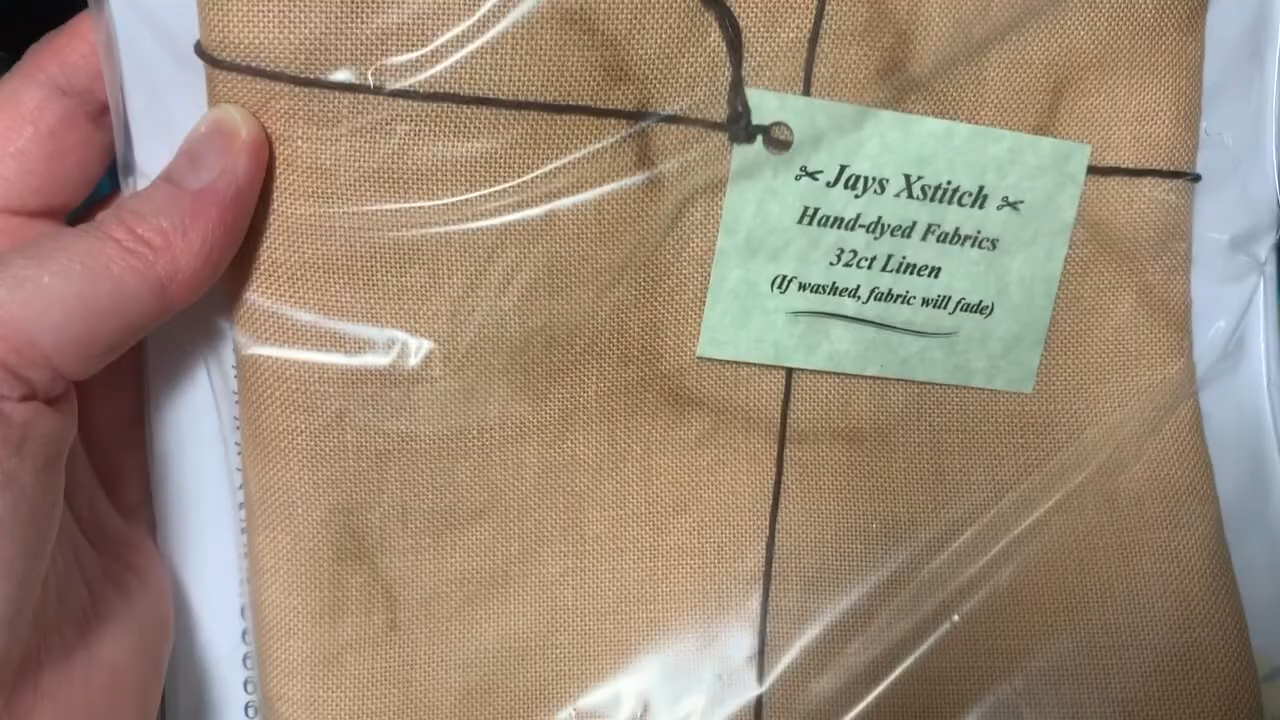 ✂ Jays Xstitch ✂
Hand-dyed Fabrics
32ct Linen
(If washed, fabric will fade)